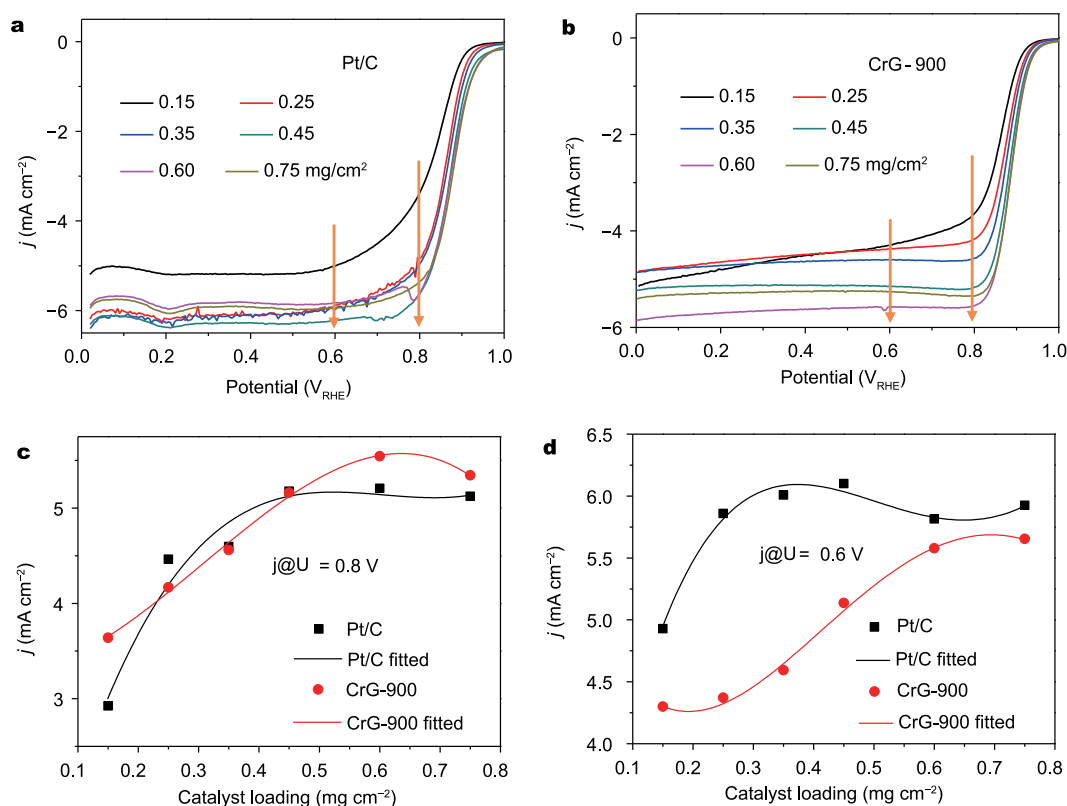 a
Pt/C
0.15
0.25
0.35
0.45
0.60
0.75 mg/cm²
0
−2
−4
−6
j (mA cm⁻²)
0.0 0.2 0.4 0.6 0.8 1.0
Potential (V_RHE)
b
CrG-900
0.15
0.25
0.35
0.45
0.60
0.75 mg/cm²
0
−2
−4
−6
j (mA cm⁻²)
0.0 0.2 0.4 0.6 0.8 1.0
Potential (V_RHE)
c
5
4
3
j (mA cm⁻²)
j@U = 0.8 V
Pt/C
Pt/C fitted
CrG-900
CrG-900 fitted
0.1 0.2 0.3 0.4 0.5 0.6 0.7 0.8
Catalyst loading (mg cm⁻²)
d
6.5
6.0
5.5
5.0
4.5
4.0
j (mA cm⁻²)
j@U = 0.6 V
Pt/C
Pt/C fitted
CrG-900
CrG-900 fitted
0.1 0.2 0.3 0.4 0.5 0.6 0.7 0.8
Catalyst loading (mg cm⁻²)